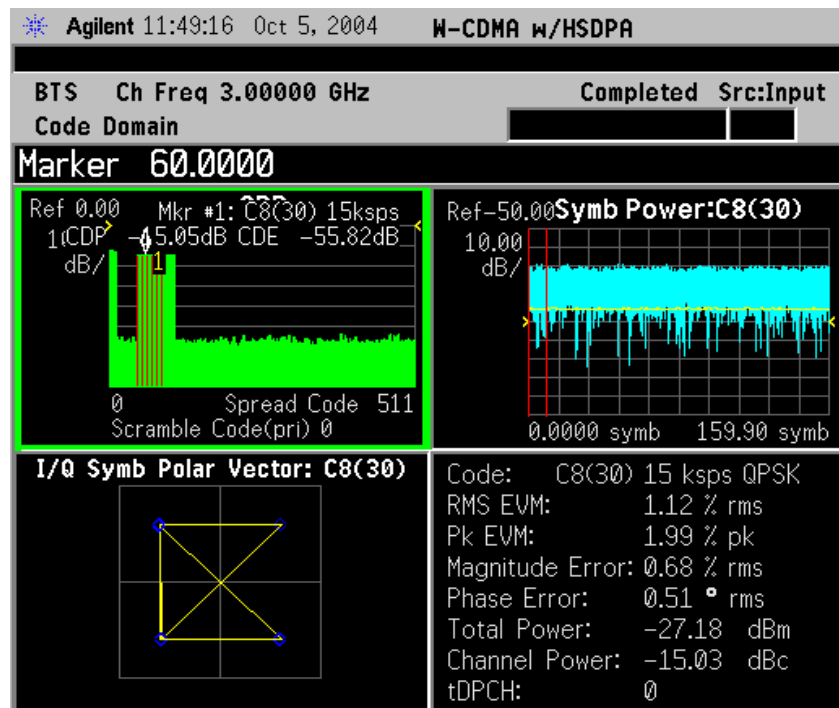 Agilent 11:49:16 Oct 5, 2004 W-CDMA w/HSDPA
BTS Ch Freq 3.00000 GHz Completed Src:Input
Code Domain
Marker 60.0000
Ref 0.00 Mkr #1: C8(30) 15ksps
CDP 5.05dB CDE -55.82dB
dB/
1
0 Spread Code 511
Scramble Code(pri) 0
Ref-50.00 Symb Power:C8(30)
10.00
dB/
0.0000 symb 159.90 symb
I/Q Symb Polar Vector: C8(30)
Code: C8(30) 15 ksps QPSK
RMS EVM: 1.12 % rms
Pk EVM: 1.99 % pk
Magnitude Error: 0.68 % rms
Phase Error: 0.51 ° rms
Total Power: -27.18 dBm
Channel Power: -15.03 dBc
tDPCH: 0